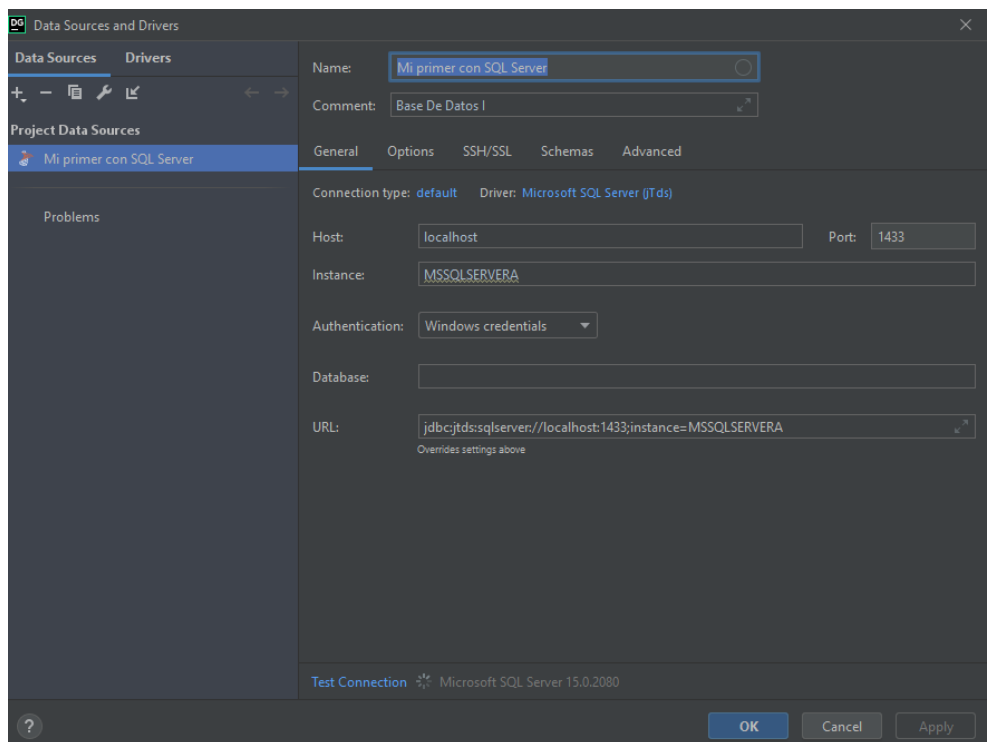 DG Data Sources and Drivers
Data Sources Drivers
Project Data Sources
Mi primer con SQL Server
Problems
Name: Mi primer con SQL Server
Comment: Base De Datos I
General Options SSH/SSL Schemas Advanced
Connection type: default Driver: Microsoft SQL Server (jTds)
Host: localhost Port: 1433
Instance: MSSQLSERVERA
Authentication: Windows credentials
Database:
URL: jdbc:jtds:sqlserver://localhost:1433;instance=MSSQLSERVERA
Overrides settings above
Test Connection Microsoft SQL Server 15.0.2080
? OK Cancel Apply